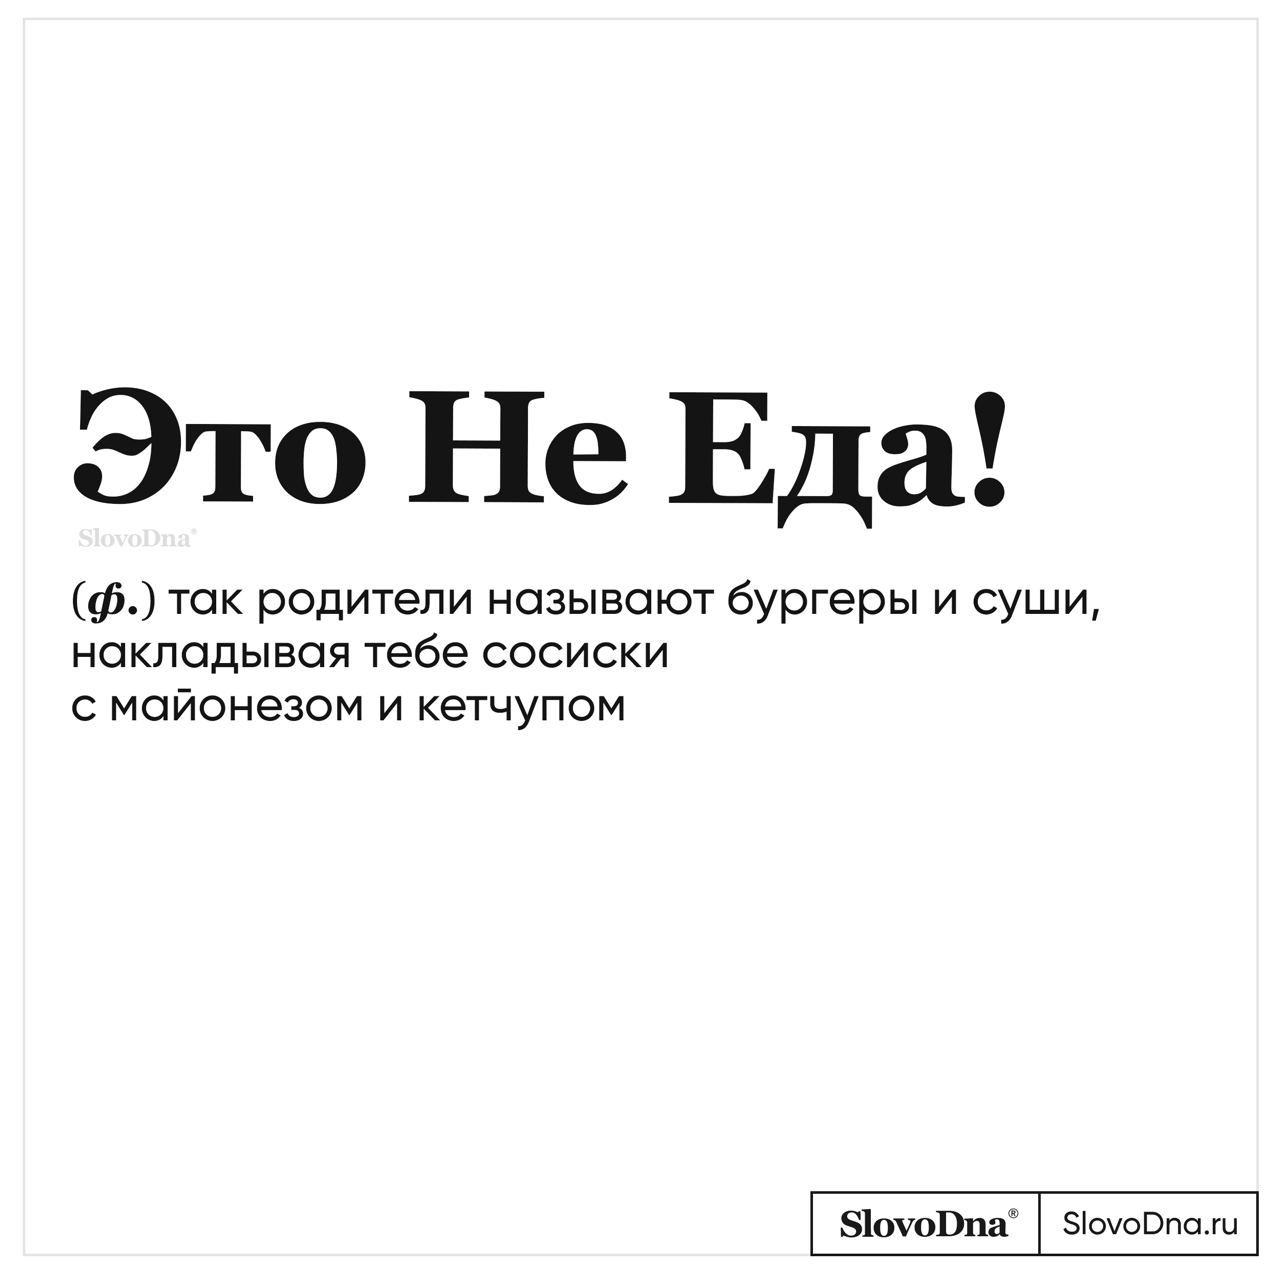 Это Не Еда!
SlovoDna®
(ф.) так родители называют бургеры и суши,
накладывая тебе сосиски
с майонезом и кетчупом
SlovoDna® SlovoDna.ru